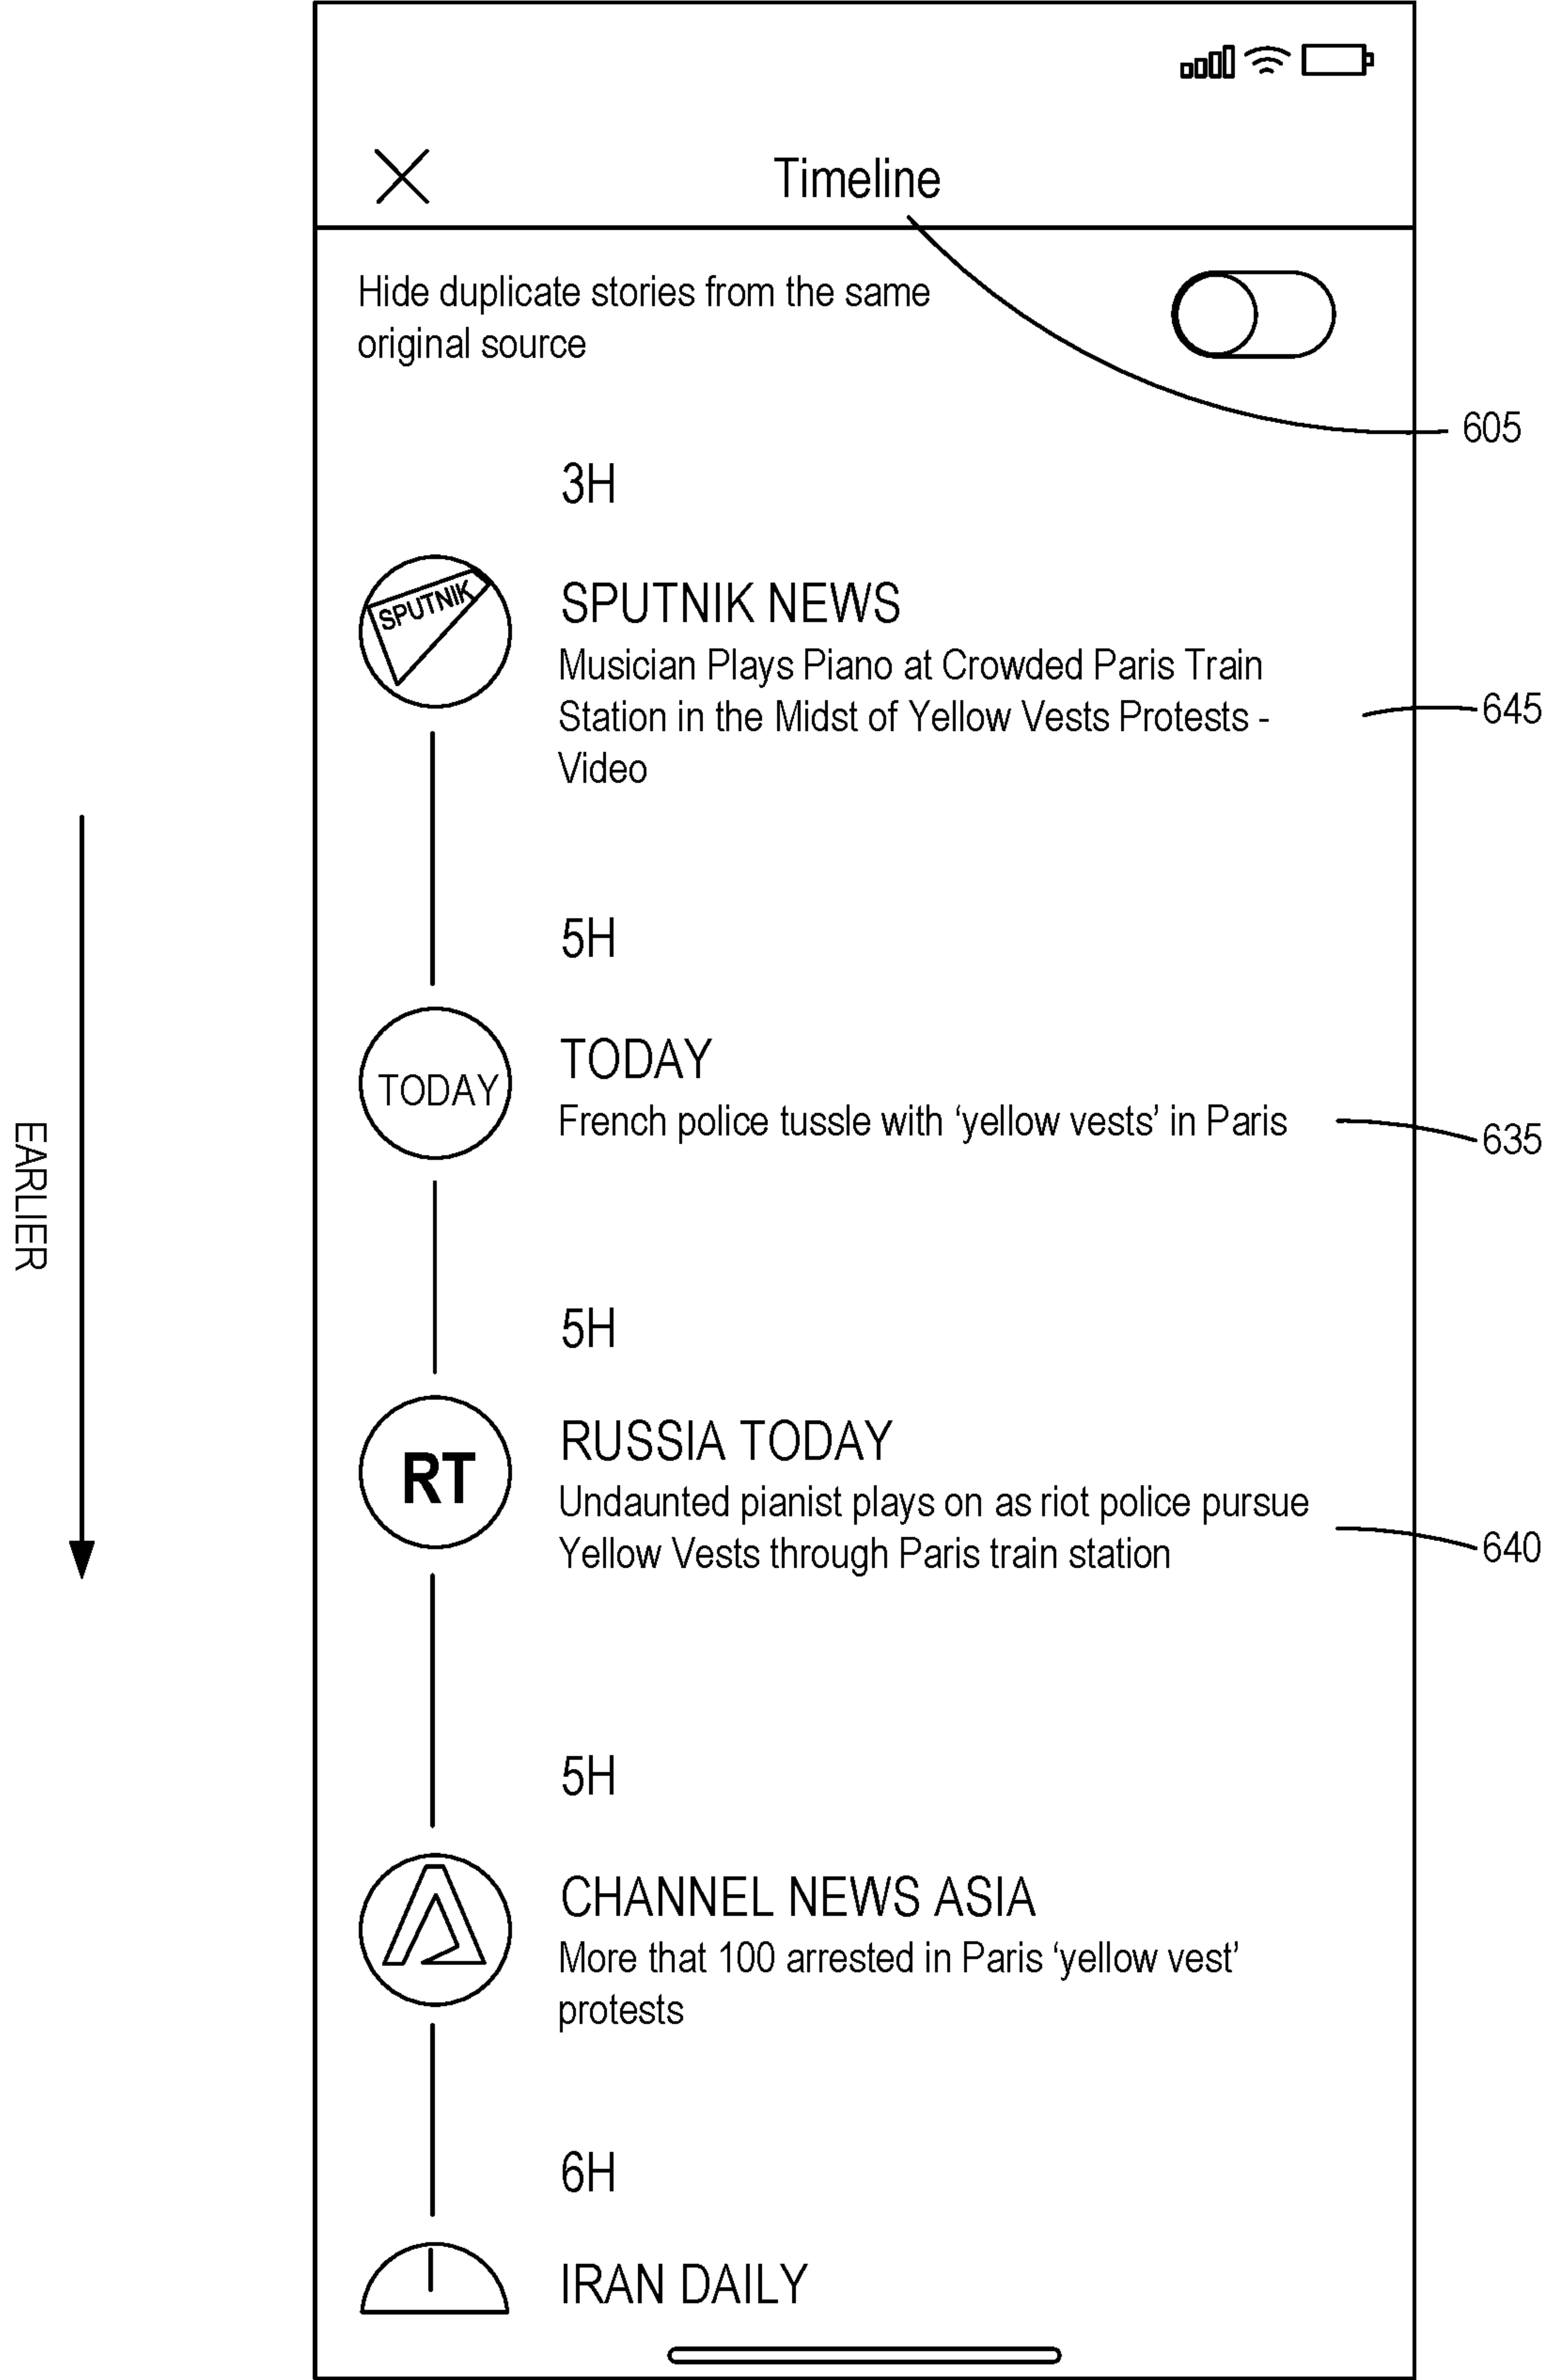 Timeline
Hide duplicate stories from the same
original source
605
3H
SPUTNIK
SPUTNIK NEWS
Musician Plays Piano at Crowded Paris Train
Station in the Midst of Yellow Vests Protests -
Video
645
5H
TODAY
TODAY
French police tussle with ‘yellow vests’ in Paris
635
EARLIER
5H
RT
RUSSIA TODAY
Undaunted pianist plays on as riot police pursue
Yellow Vests through Paris train station
640
5H
CHANNEL NEWS ASIA
More that 100 arrested in Paris ‘yellow vest’
protests
6H
IRAN DAILY